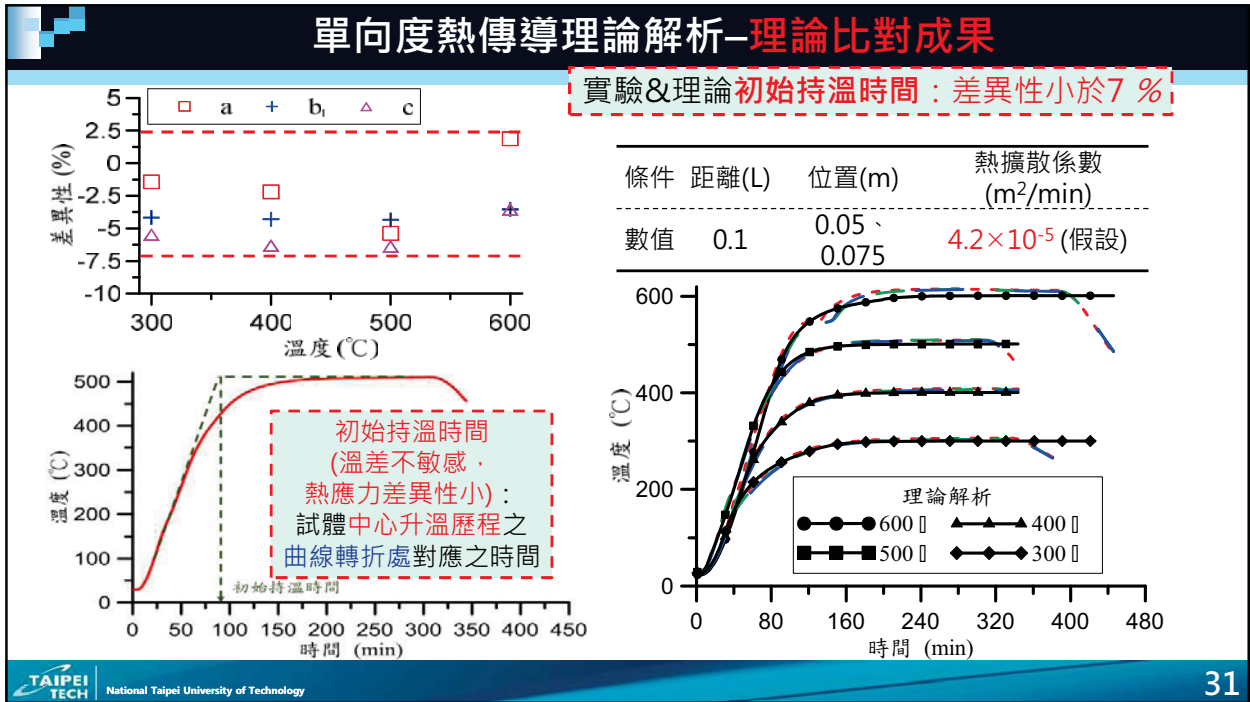 單向度熱傳導理論解析–理論比對成果
實驗&理論初始持溫時間：差異性小於7 %
a b₁ c
5
2.5
0
-2.5
-5
-7.5
-10
差異性(%)
300 400 500 600
溫度(℃)
條件 距離(L) 位置(m) 熱擴散係數
(m²/min)
數值 0.1 0.05、
0.075 4.2×10⁻⁵ (假設)
500
400
300
200
100
0
溫度 (℃)
初始持溫時間
(溫差不敏感，
熱應力差異性小)：
試體中心升溫歷程之
曲線轉折處對應之時間
初始持溫時間
0 50 100 150 200 250 300 350 400 450
時間 (min)
600
400
200
0
溫度 (℃)
理論解析
600 ▯ 400 ▯
500 ▯ 300 ▯
0 80 160 240 320 400 480
時間 (min)
TAIPEI
TECH
National Taipei University of Technology
31